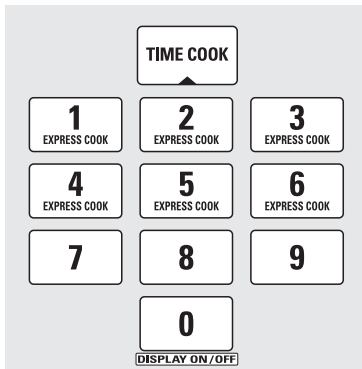 TIME COOK
1 2 3
EXPRESS COOK EXPRESS COOK EXPRESS COOK
4 5 6
EXPRESS COOK EXPRESS COOK EXPRESS COOK
7 8 9
0
DISPLAY ON/OFF